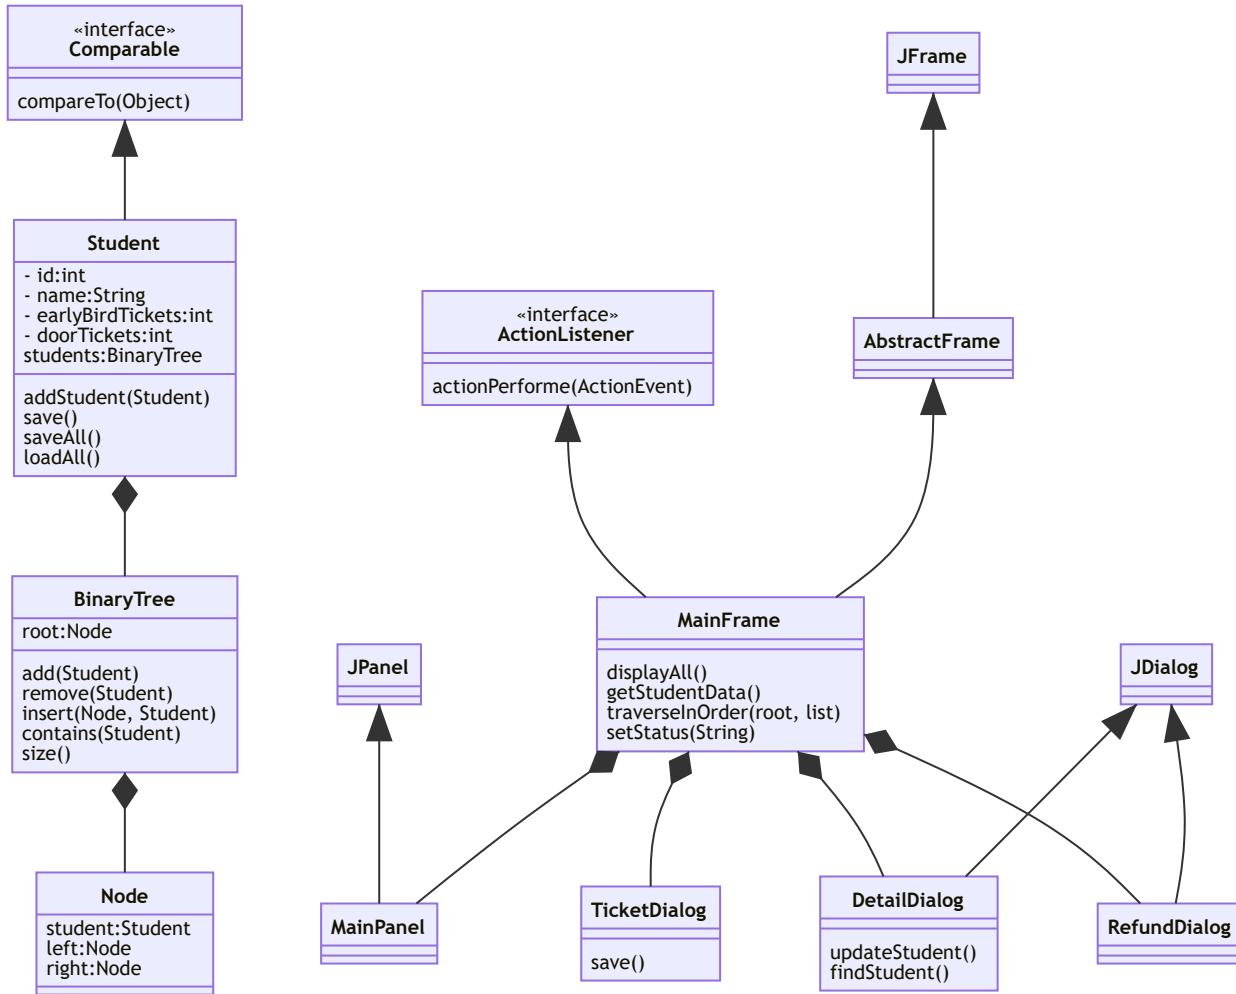 «interface»
Comparable
compareTo(Object)
Student
- id:int
- name:String
- earlyBirdTickets:int
- doorTickets:int
students:BinaryTree
addStudent(Student)
save()
saveAll()
loadAll()
BinaryTree
root:Node
add(Student)
remove(Student)
insert(Node, Student)
contains(Student)
size()
Node
student:Student
left:Node
right:Node
JFrame
«interface»
ActionListener
actionPerforme(ActionEvent)
AbstractFrame
MainFrame
displayAll()
getStudentData()
traverseInOrder(root, list)
setStatus(String)
JPanel
JDialog
MainPanel
TicketDialog
save()
DetailDialog
updateStudent()
findStudent()
RefundDialog